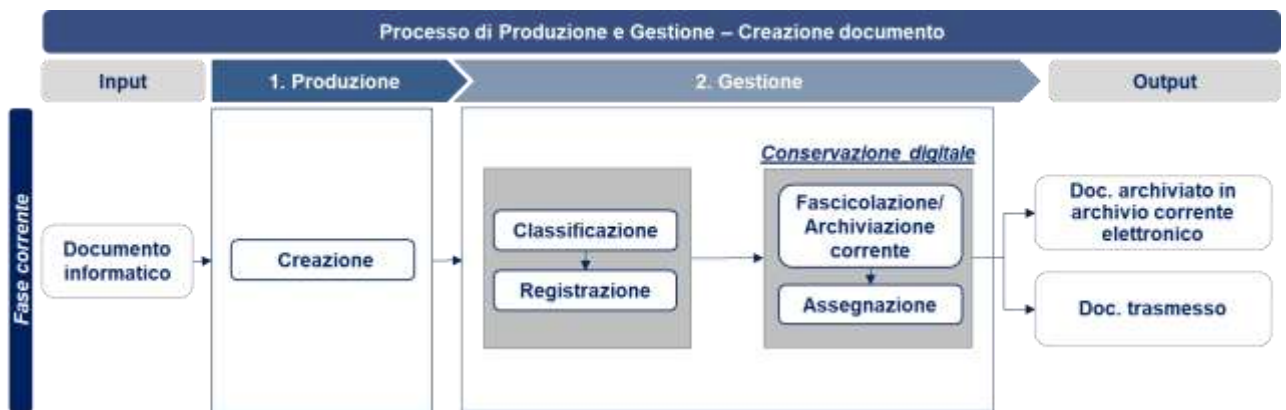 Processo di Produzione e Gestione – Creazione documento
Input
1. Produzione
2. Gestione
Output
Fase corrente
Documento
informatico
Creazione
Classificazione
Registrazione
Conservazione digitale
Fascicolazione/
Archiviazione
corrente
Assegnazione
Doc. archiviato in
archivio corrente
elettronico
Doc. trasmesso